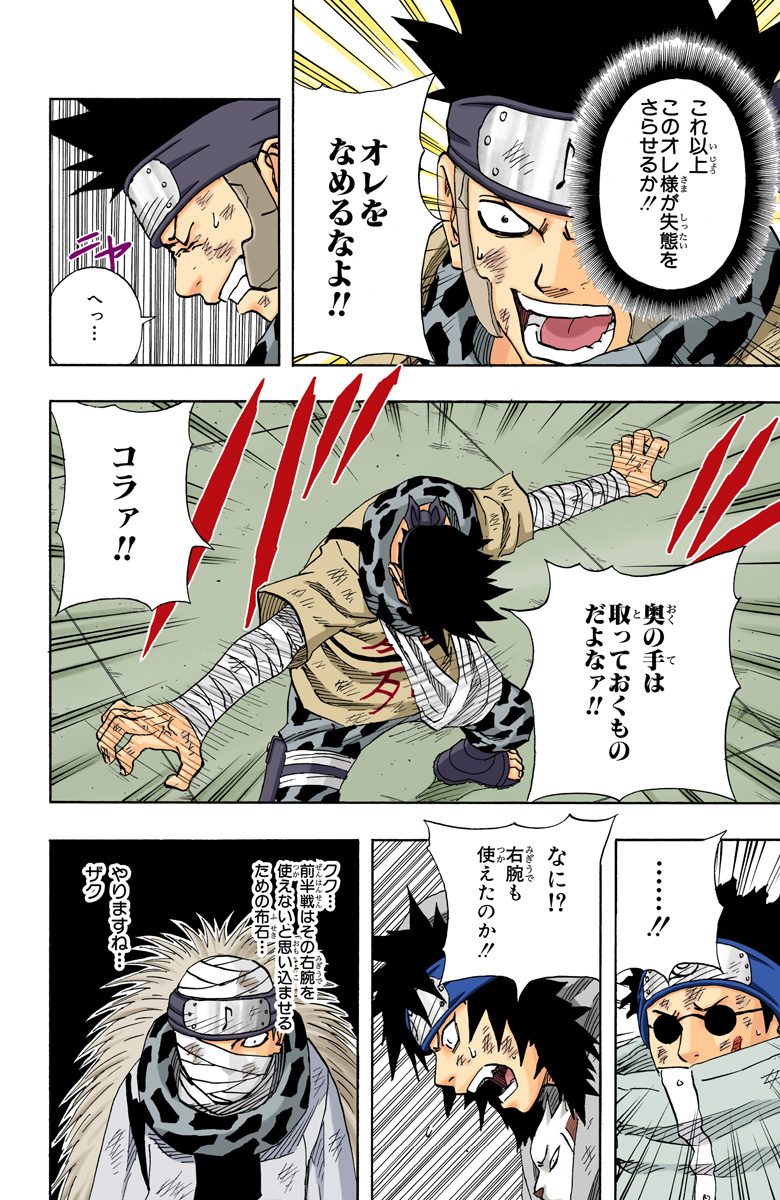 これ以上
このオレ様が失態を
さらせるか!!
オレを
なめるなよ!!
ニヤ
へっ…
奥の手は
取っておくもの
だよなァ!!
コラァ!!
……!!
なに!?
右腕も
使えたのか!!
クク…
前半戦はその右腕を
使えないと思い込ませる
ための布石…
やりますね…
ザク